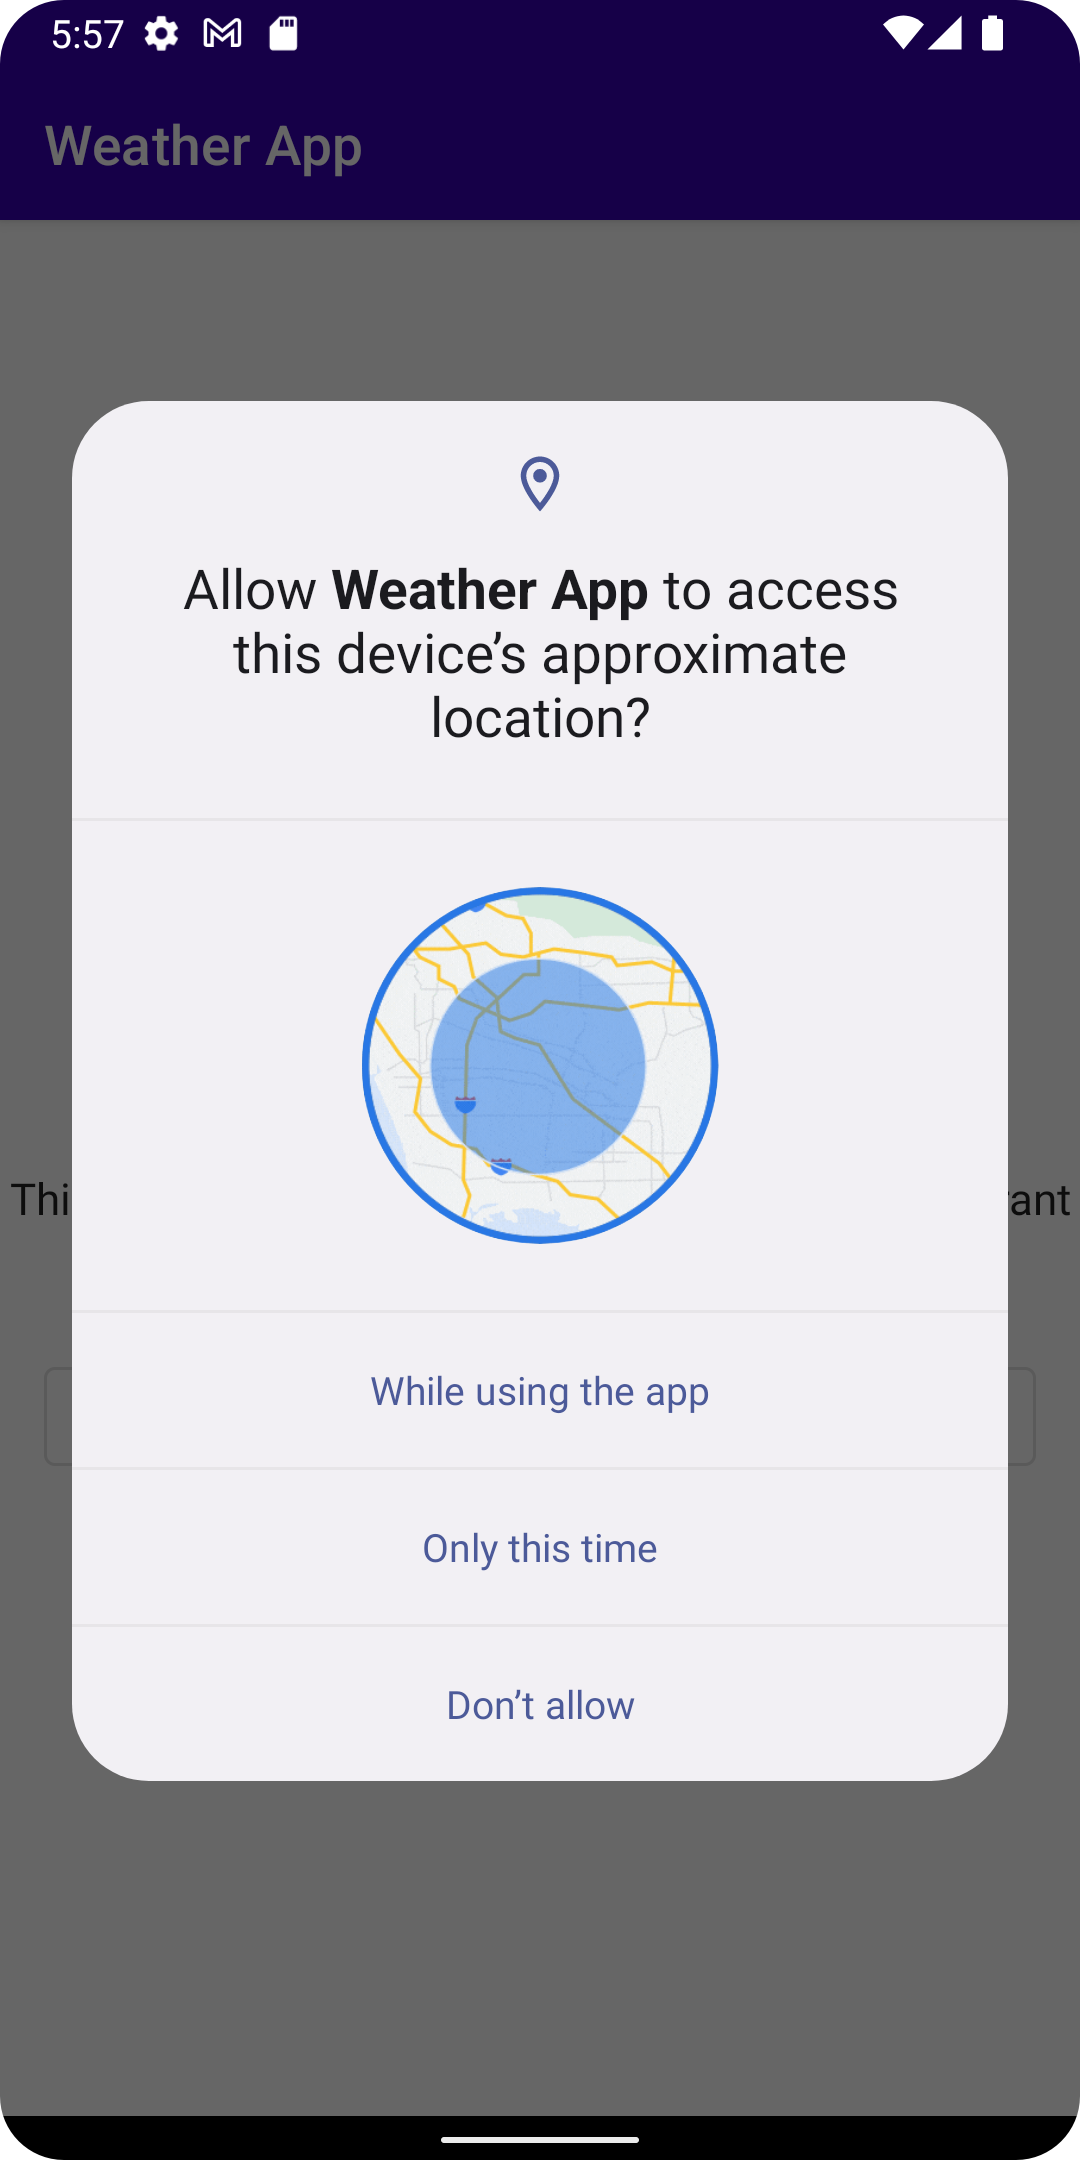 5:57
Weather App
Allow Weather App to access
this device’s approximate
location?
Thi
rant
While using the app
Only this time
Don’t allow